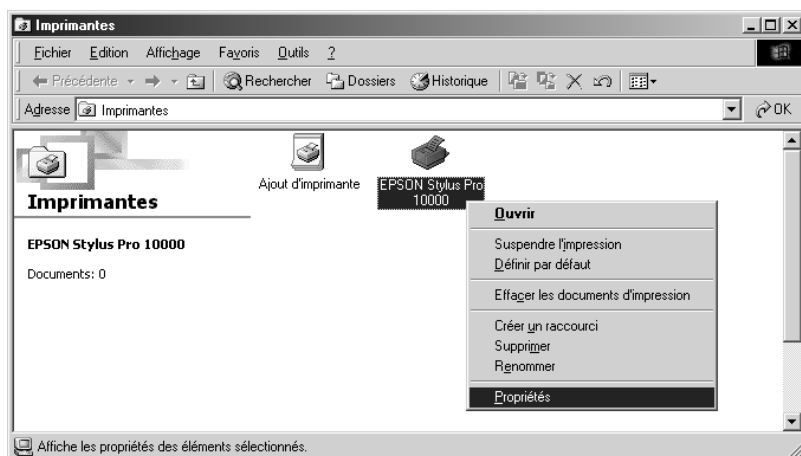 Imprimantes
Fichier Edition Affichage Favoris Outils ?
Précédente Rechercher Dossiers Historique
Adresse Imprimantes OK
Imprimantes
EPSON Stylus Pro 10000
Documents: 0
Ajout d'imprimante
EPSON Stylus Pro
10000
Ouvrir
Suspendre l'impression
Définir par défaut
Effacer les documents d'impression
Créer un raccourci
Supprimer
Renommer
Propriétés
Affiche les propriétés des éléments sélectionnés.